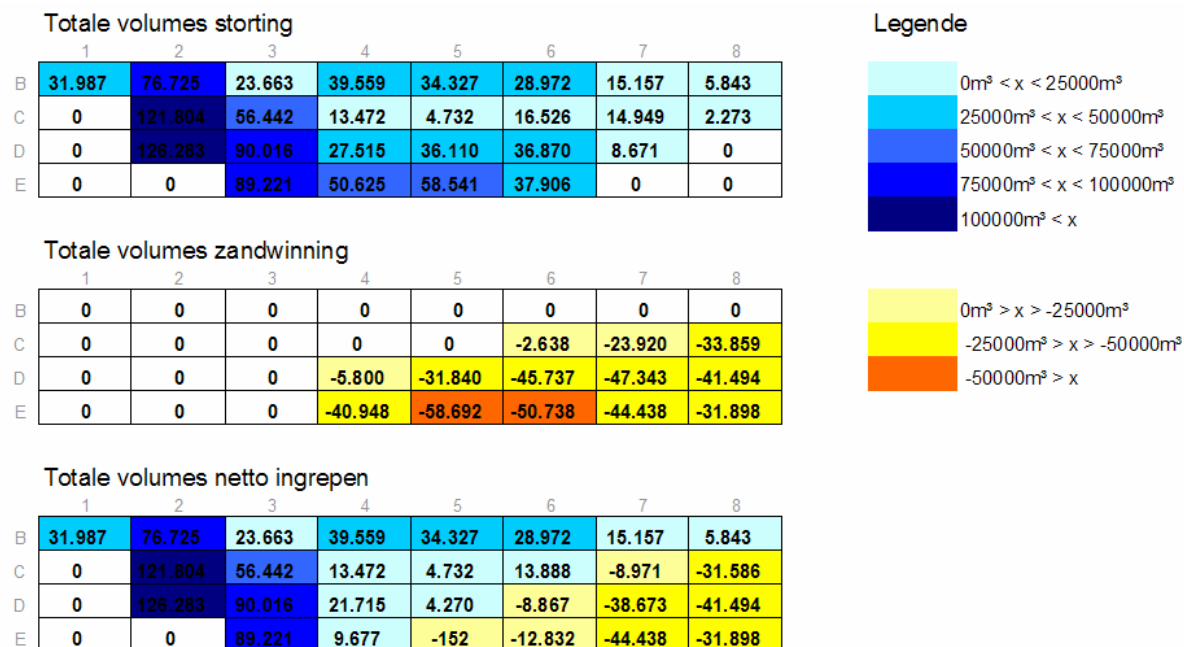 Totale volumes storting
Legende
1 2 3 4 5 6 7 8
B 31.987 76.725 23.663 39.559 34.327 28.972 15.157 5.843
C 0 121.804 56.442 13.472 4.732 16.526 14.949 2.273
D 0 126.283 90.016 27.515 36.110 36.870 8.671 0
E 0 0 89.221 50.625 58.541 37.906 0 0
0m³ < x < 25000m³
25000m³ < x < 50000m³
50000m³ < x < 75000m³
75000m³ < x < 100000m³
100000m³ < x
Totale volumes zandwinning
1 2 3 4 5 6 7 8
B 0 0 0 0 0 0 0 0
C 0 0 0 0 0 -2.638 -23.920 -33.859
D 0 0 0 -5.800 -31.840 -45.737 -47.343 -41.494
E 0 0 0 -40.948 -58.692 -50.738 -44.438 -31.898
0m³ > x > -25000m³
-25000m³ > x > -50000m³
-50000m³ > x
Totale volumes netto ingrepen
1 2 3 4 5 6 7 8
B 31.987 76.725 23.663 39.559 34.327 28.972 15.157 5.843
C 0 121.804 56.442 13.472 4.732 13.888 -8.971 -31.586
D 0 126.283 90.016 21.715 4.270 -8.867 -38.673 -41.494
E 0 0 89.221 9.677 -152 -12.832 -44.438 -31.898